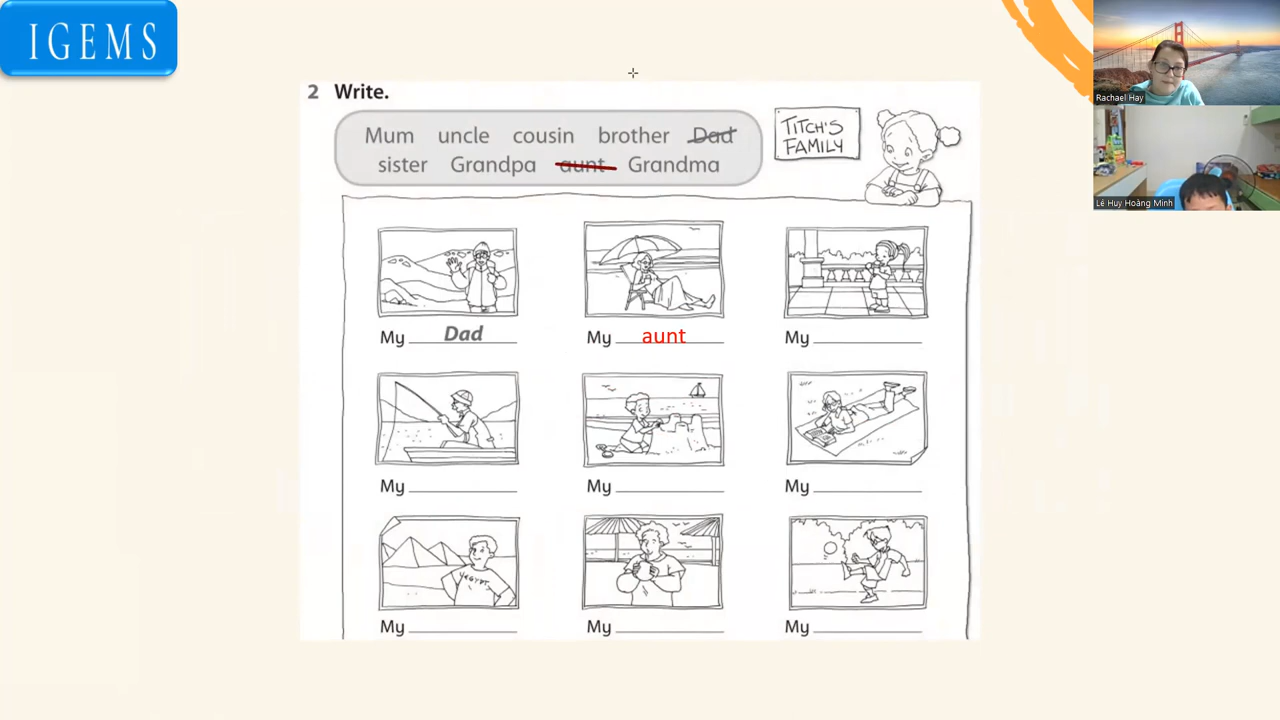 IGEMS
Rachael Hay
Lê Huy Hoàng Minh
2 Write.
Mum uncle cousin brother Dad
sister Grandpa aunt Grandma
TITCH'S
FAMILY
My Dad
My aunt
My
My
My
My
My
My
My